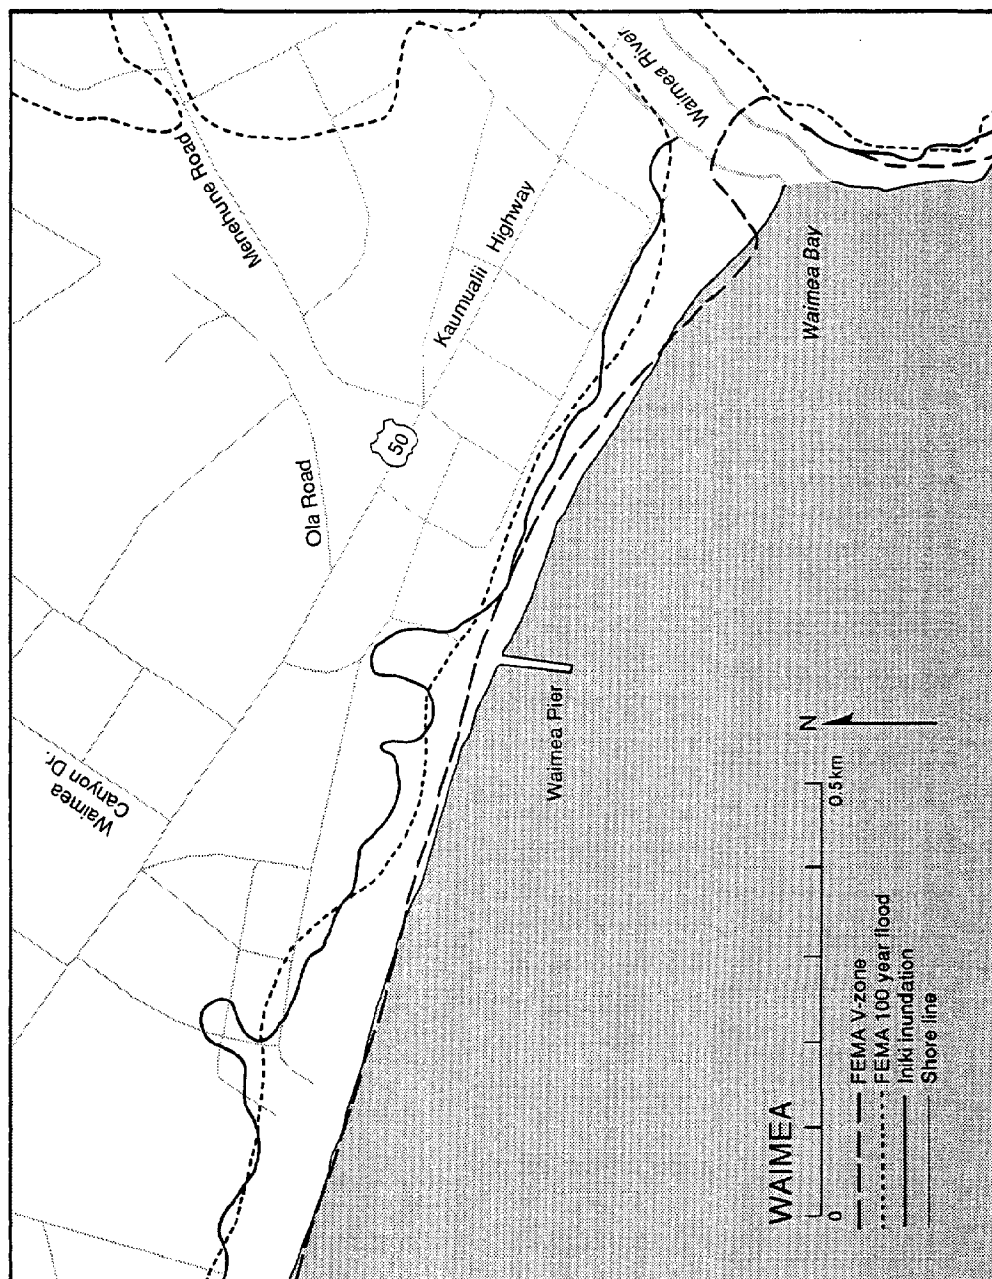 Waimea River
Menehune Road
Kaumualii Highway
Waimea Bay
50
Ola Road
Waimea
Canyon Dr.
Waimea Pier
N
WAIMEA
0
0.5 km
FEMA V-zone
FEMA 100 year flood
Iniki inundation
Shore line